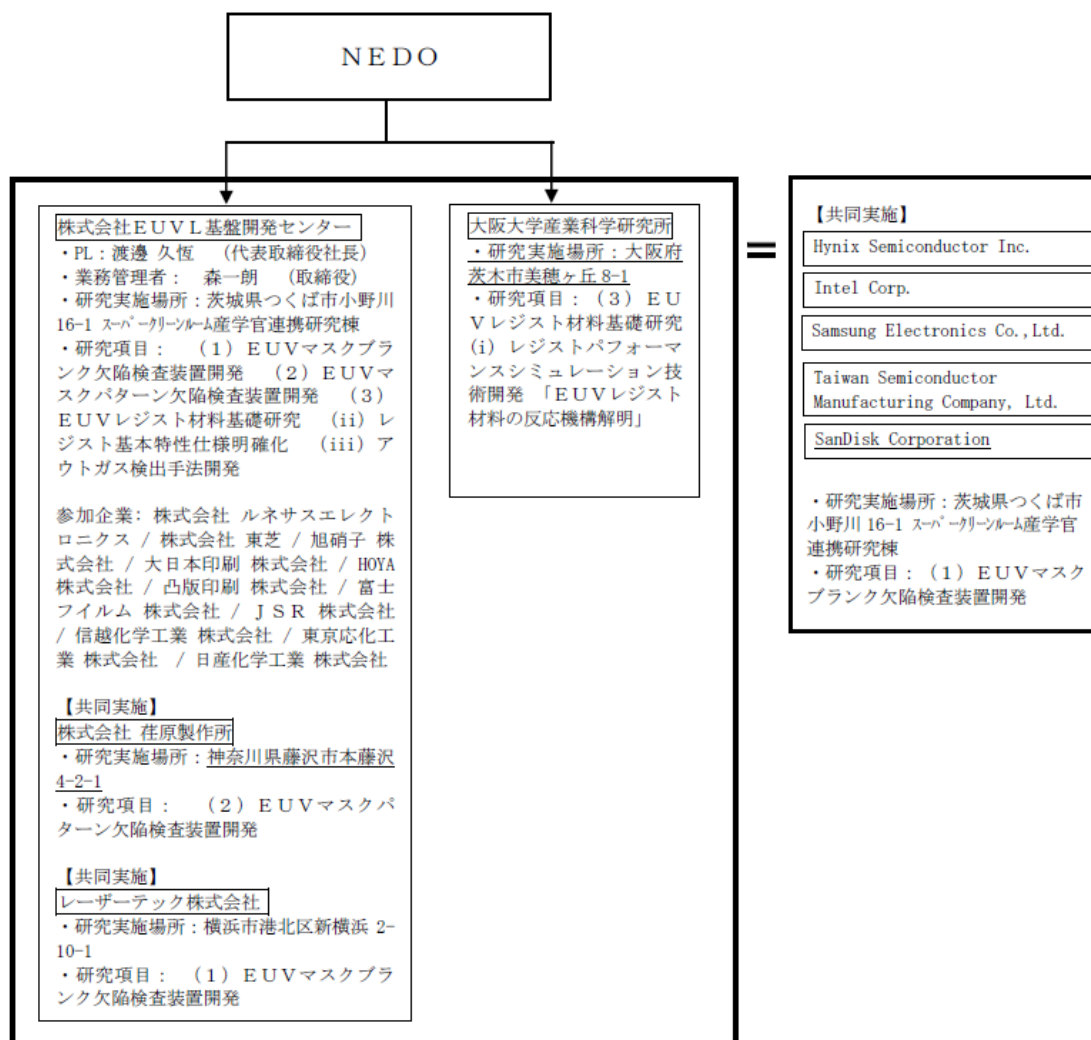 ＮＥＤＯ
株式会社ＥＵＶＬ基盤開発センター
・PL：渡邉 久恆　（代表取締役社長）
・業務管理者：　森一朗　（取締役）
・研究実施場所：茨城県つくば市小野川
16-1 ｽｰﾊﾟｰｸﾘｰﾝﾙｰﾑ産学官連携研究棟
・研究項目：　（１）ＥＵＶマスクブラ
ンク欠陥検査装置開発　（２）ＥＵＶマ
スクパターン欠陥検査装置開発　（３）
ＥＵＶレジスト材料基礎研究　(ii) レ
ジスト基本特性仕様明確化　(iii) ア
ウトガス検出手法開発
参加企業： 株式会社 ルネサスエレクト
ロニクス / 株式会社 東芝 / 旭硝子 株
式会社 / 大日本印刷 株式会社 / HOYA
株式会社 / 凸版印刷 株式会社 / 富士
フイルム 株式会社 / ＪＳＲ 株式会社
/ 信越化学工業 株式会社 / 東京応化工
業 株式会社　/ 日産化学工業 株式会社
【共同実施】
株式会社 荏原製作所
・研究実施場所：神奈川県藤沢市本藤沢
4-2-1
・研究項目：　（２）ＥＵＶマスクパ
ターン欠陥検査装置開発
【共同実施】
レーザーテック株式会社
・研究実施場所：横浜市港北区新横浜 2-
10-1
・研究項目：　（１）ＥＵＶマスクブラ
ンク欠陥検査装置開発
大阪大学産業科学研究所
・研究実施場所：大阪府
茨木市美穂ヶ丘 8-1
・研究項目：（３）ＥＵ
Ｖレジスト材料基礎研究
(i) レジストパフォーマ
ンスシミュレーション技
術開発 「ＥＵＶレジスト
材料の反応機構解明」
＝
【共同実施】
Hynix Semiconductor Inc.
Intel Corp.
Samsung Electronics Co.,Ltd.
Taiwan Semiconductor
Manufacturing Company, Ltd.
SanDisk Corporation
・研究実施場所：茨城県つくば市
小野川 16-1 ｽｰﾊﾟｰｸﾘｰﾝﾙｰﾑ産学官
連携研究棟
・研究項目：（１）ＥＵＶマスク
ブランク欠陥検査装置開発